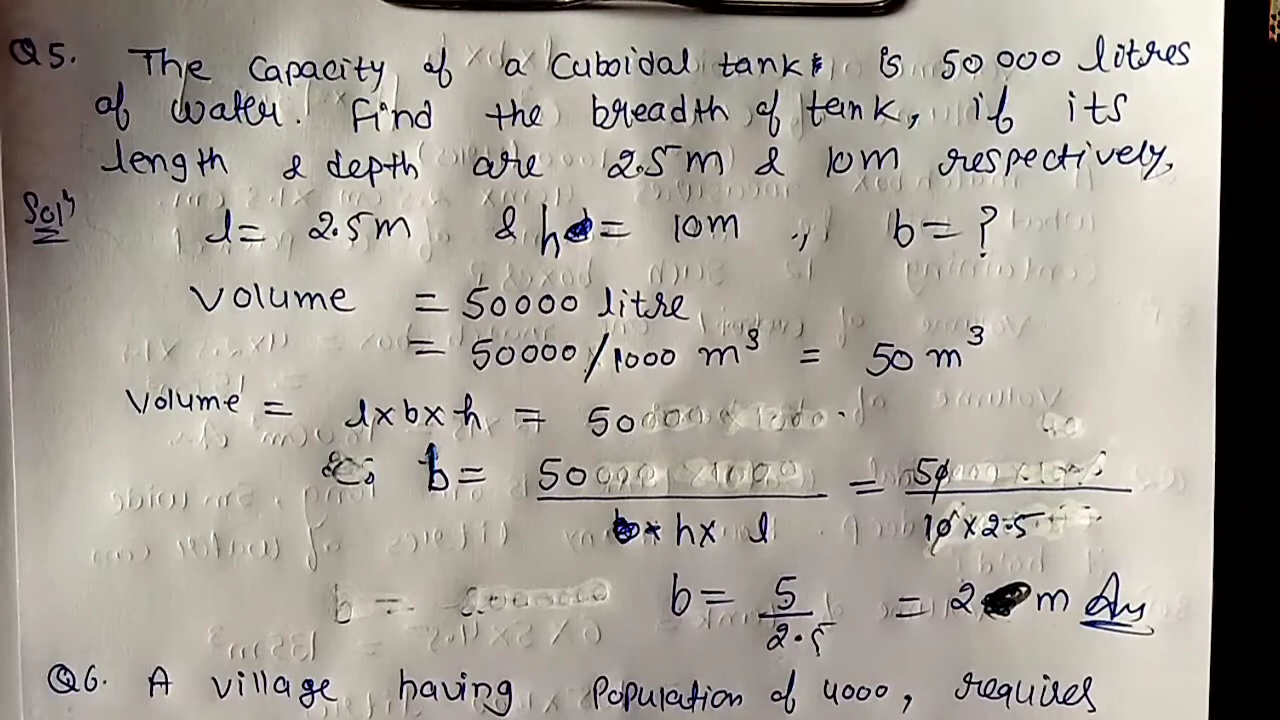 Q5. The capacity of a cuboidal tank is 50 000 litres
of water. Find the breadth of tank, if its
length & depth are 2.5 m & 10m respectively,
Solⁿ
l = 2.5 m & h = 10m , b = ?
Volume = 50000 litre
= 50000/1000 m³ = 50 m³
Volume = l x b x h = 50
b = 50 / h x l = 50 / 10 x 2.5
b = 5 / 2.5 = 2 m Ans
Q6. A village having Population of 4000, requires